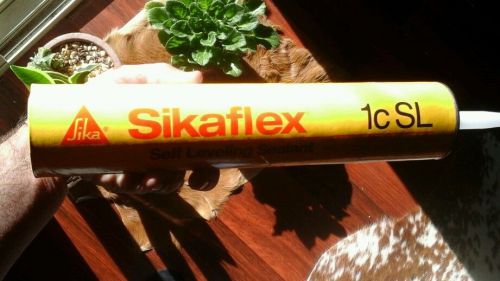 Sika
Sikaflex
1c SL
Self Leveling Sealant